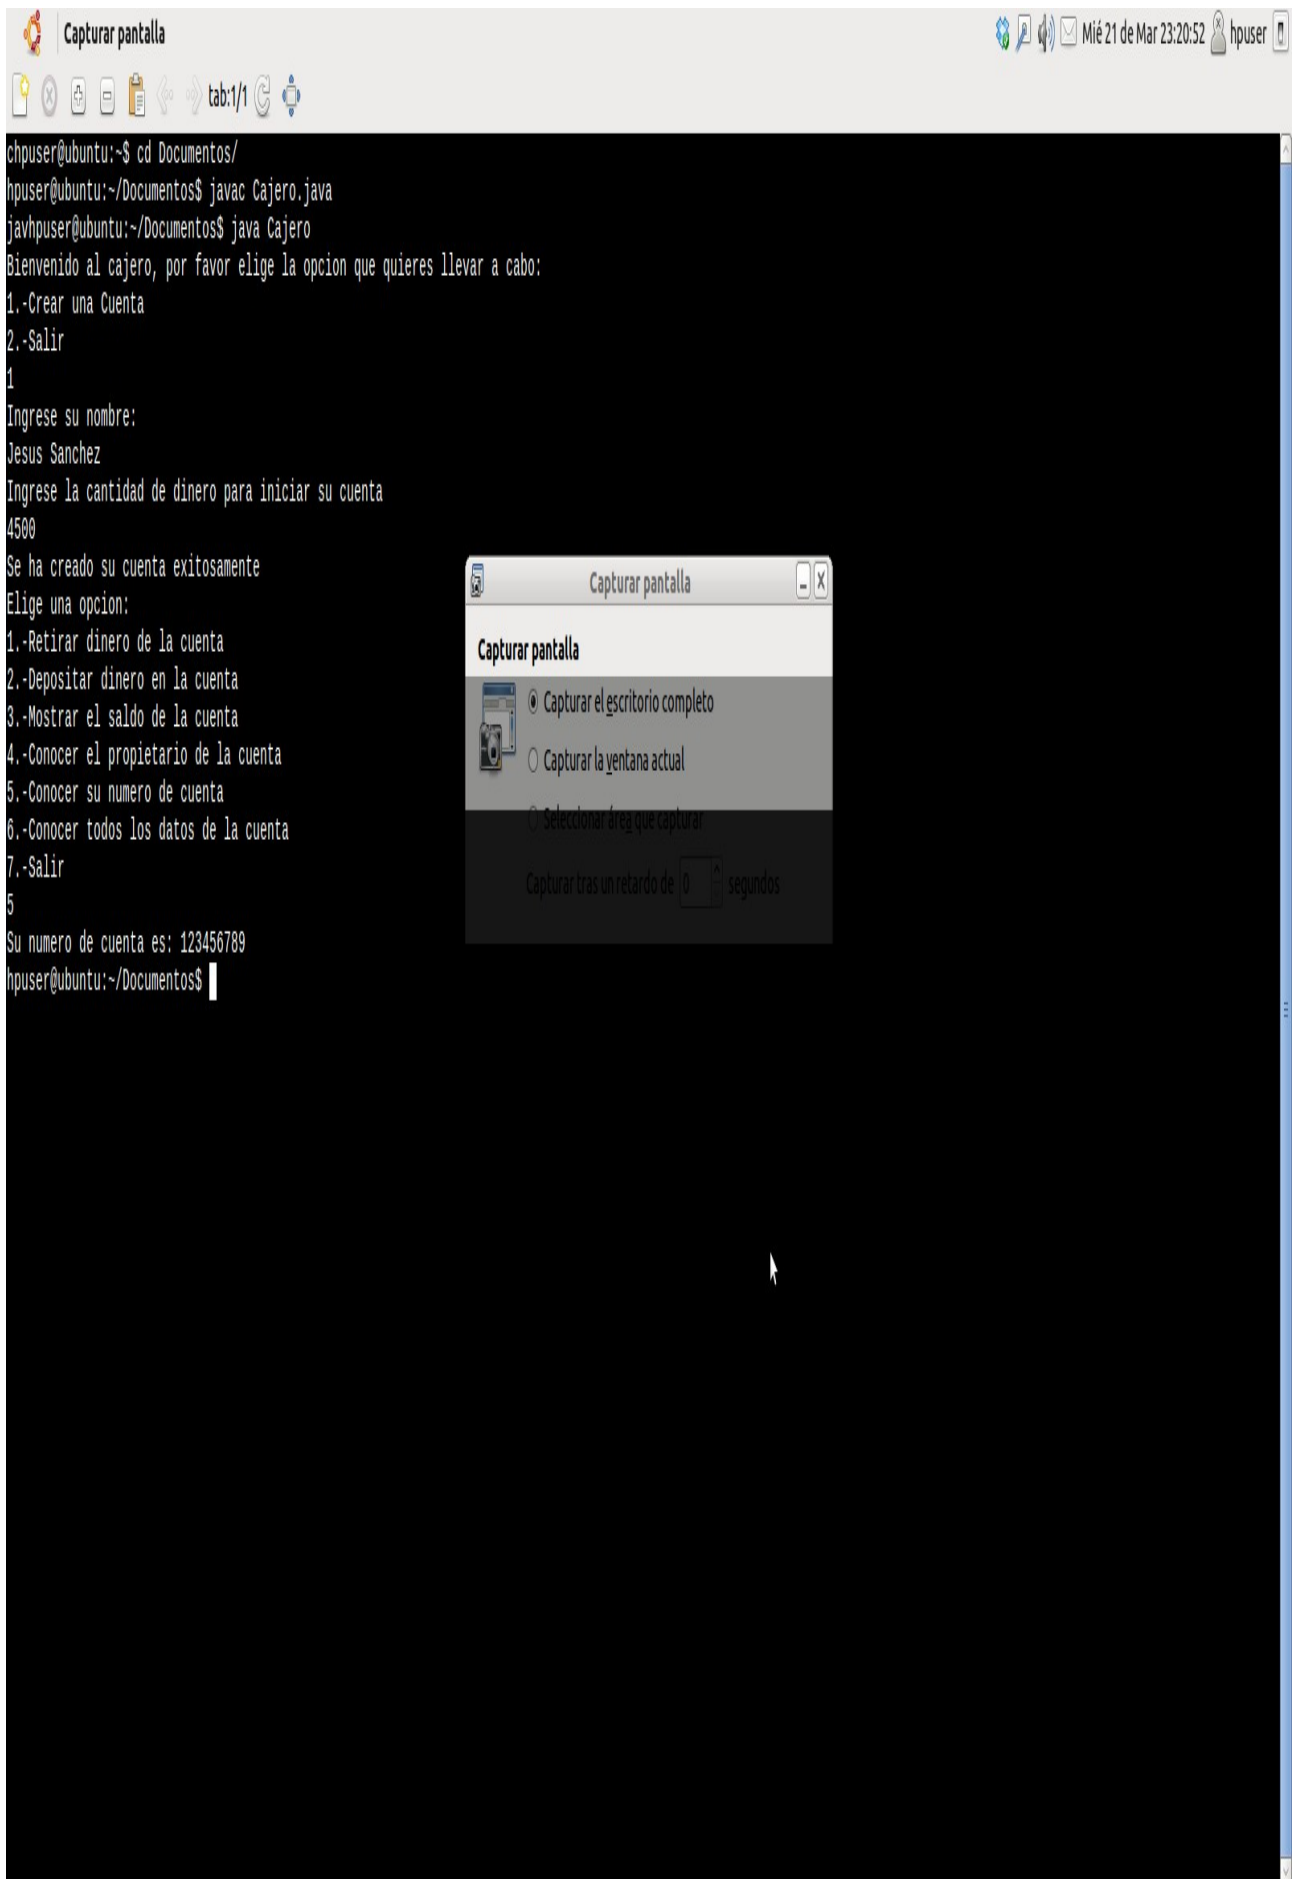 Capturar pantalla
Mié 21 de Mar 23:20:52 hpuser
tab:1/1
chpuser@ubuntu:~$ cd Documentos/
hpuser@ubuntu:~/Documentos$ javac Cajero.java
javhpuser@ubuntu:~/Documentos$ java Cajero
Bienvenido al cajero, por favor elige la opcion que quieres llevar a cabo:
1.-Crear una Cuenta
2.-Salir
1
Ingrese su nombre:
Jesus Sanchez
Ingrese la cantidad de dinero para iniciar su cuenta
4500
Se ha creado su cuenta exitosamente
Elige una opcion:
1.-Retirar dinero de la cuenta
2.-Depositar dinero en la cuenta
3.-Mostrar el saldo de la cuenta
4.-Conocer el propietario de la cuenta
5.-Conocer su numero de cuenta
6.-Conocer todos los datos de la cuenta
7.-Salir
5
Su numero de cuenta es: 123456789
hpuser@ubuntu:~/Documentos$
Capturar pantalla
Capturar pantalla
Capturar el escritorio completo
Capturar la ventana actual
Seleccionar área que capturar
Capturar tras un retardo de 0 segundos